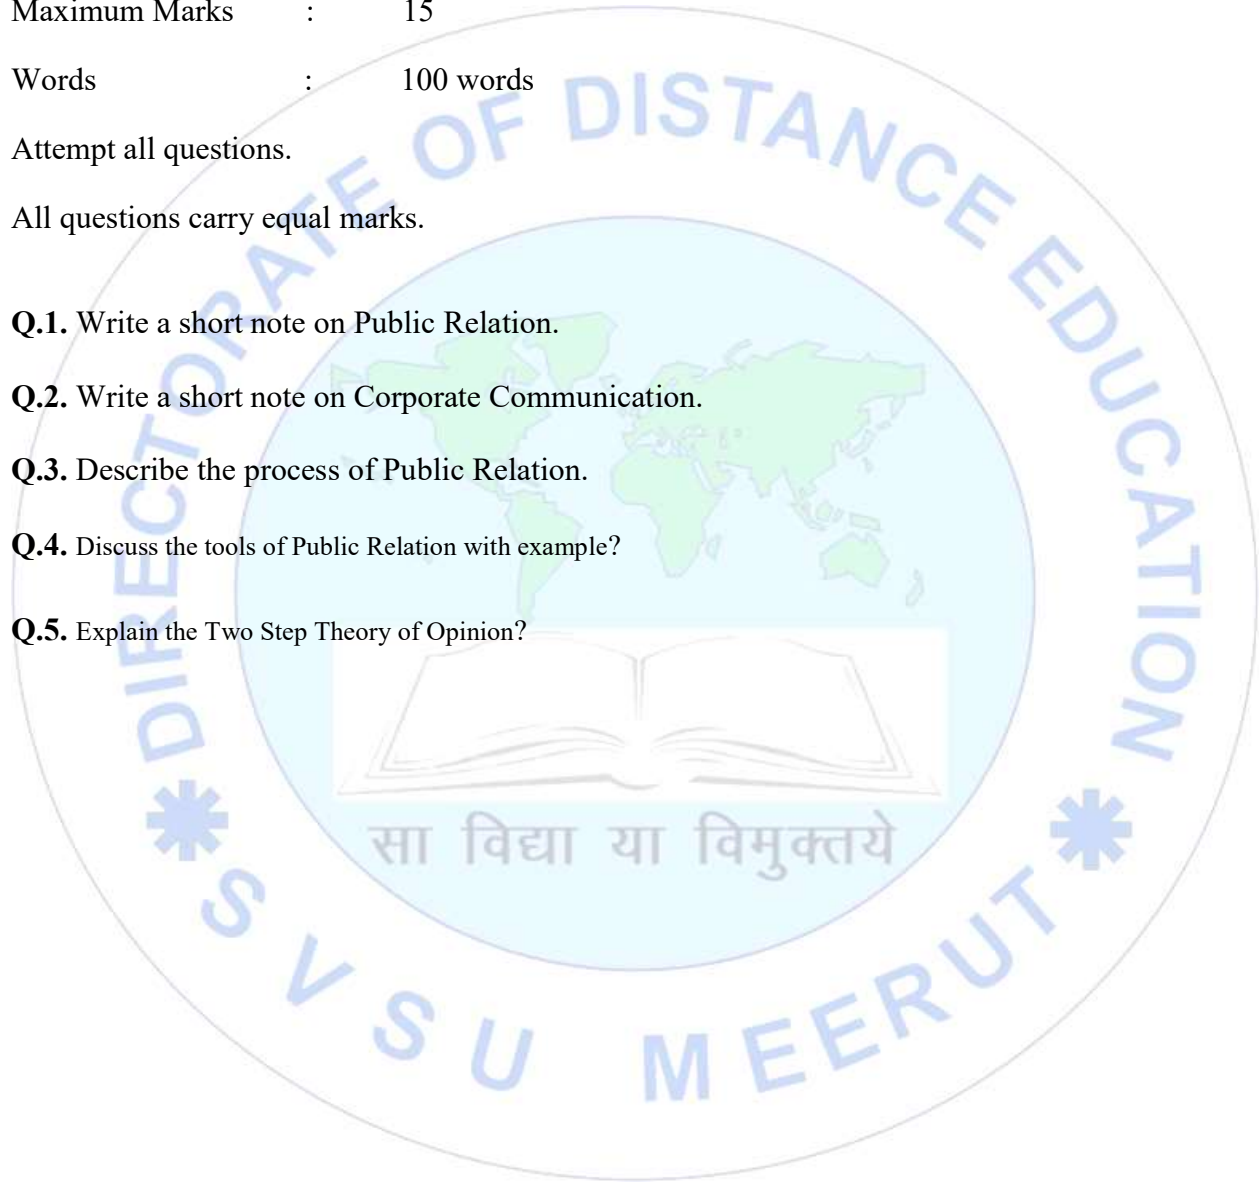 Maximum Marks : 15
Words : 100 words
Attempt all questions.
All questions carry equal marks.
Q.1. Write a short note on Public Relation.
Q.2. Write a short note on Corporate Communication.
Q.3. Describe the process of Public Relation.
Q.4. Discuss the tools of Public Relation with example?
Q.5. Explain the Two Step Theory of Opinion?
DIRECTORATE OF DISTANCE EDUCATION
सा विद्या या विमुक्तये
SVSU MEERUT